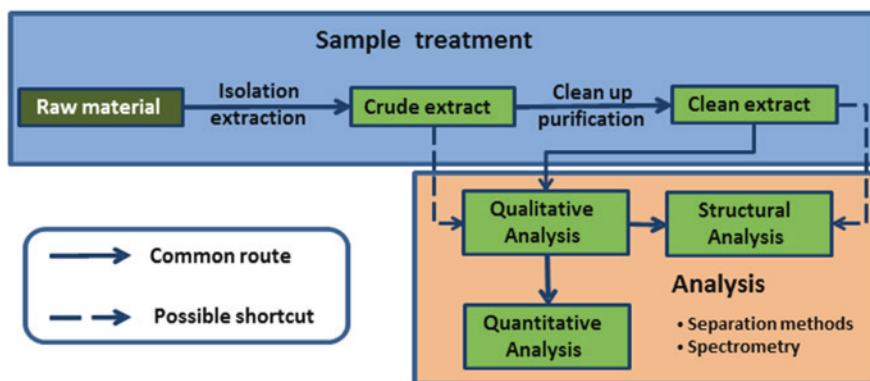 Sample treatment
Raw material
Isolation
extraction
Crude extract
Clean up
purification
Clean extract
Qualitative
Analysis
Structural
Analysis
Common route
Possible shortcut
Quantitative
Analysis
Analysis
• Separation methods
• Spectrometry